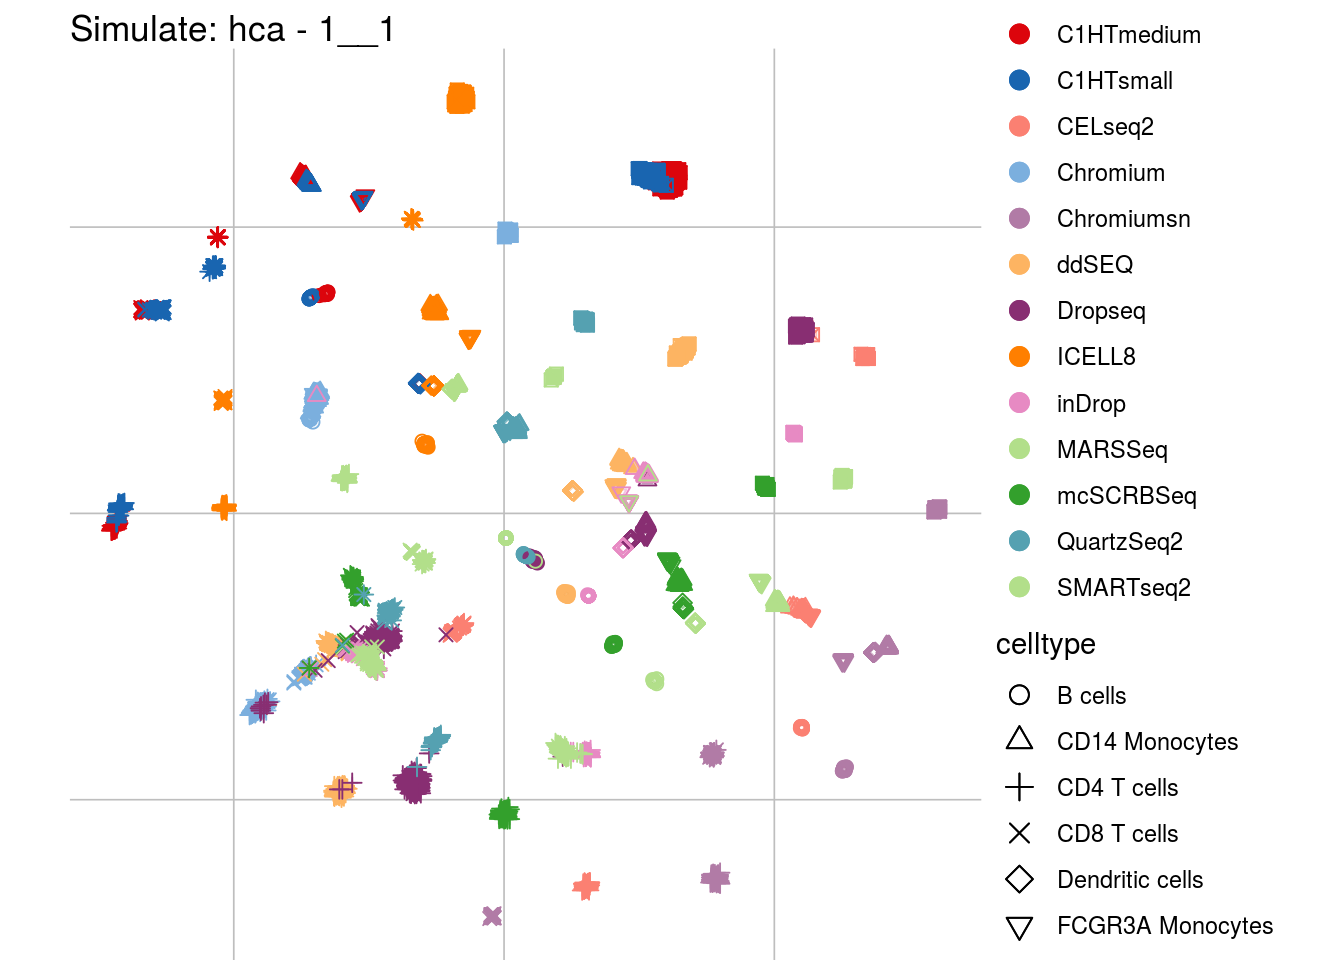 Simulate: hca - 1__1
C1HTmedium
C1HTsmall
CELseq2
Chromium
Chromiumsn
ddSEQ
Dropseq
ICELL8
inDrop
MARSSeq
mcSCRBSeq
QuartzSeq2
SMARTseq2
celltype
B cells
CD14 Monocytes
CD4 T cells
CD8 T cells
Dendritic cells
FCGR3A Monocytes